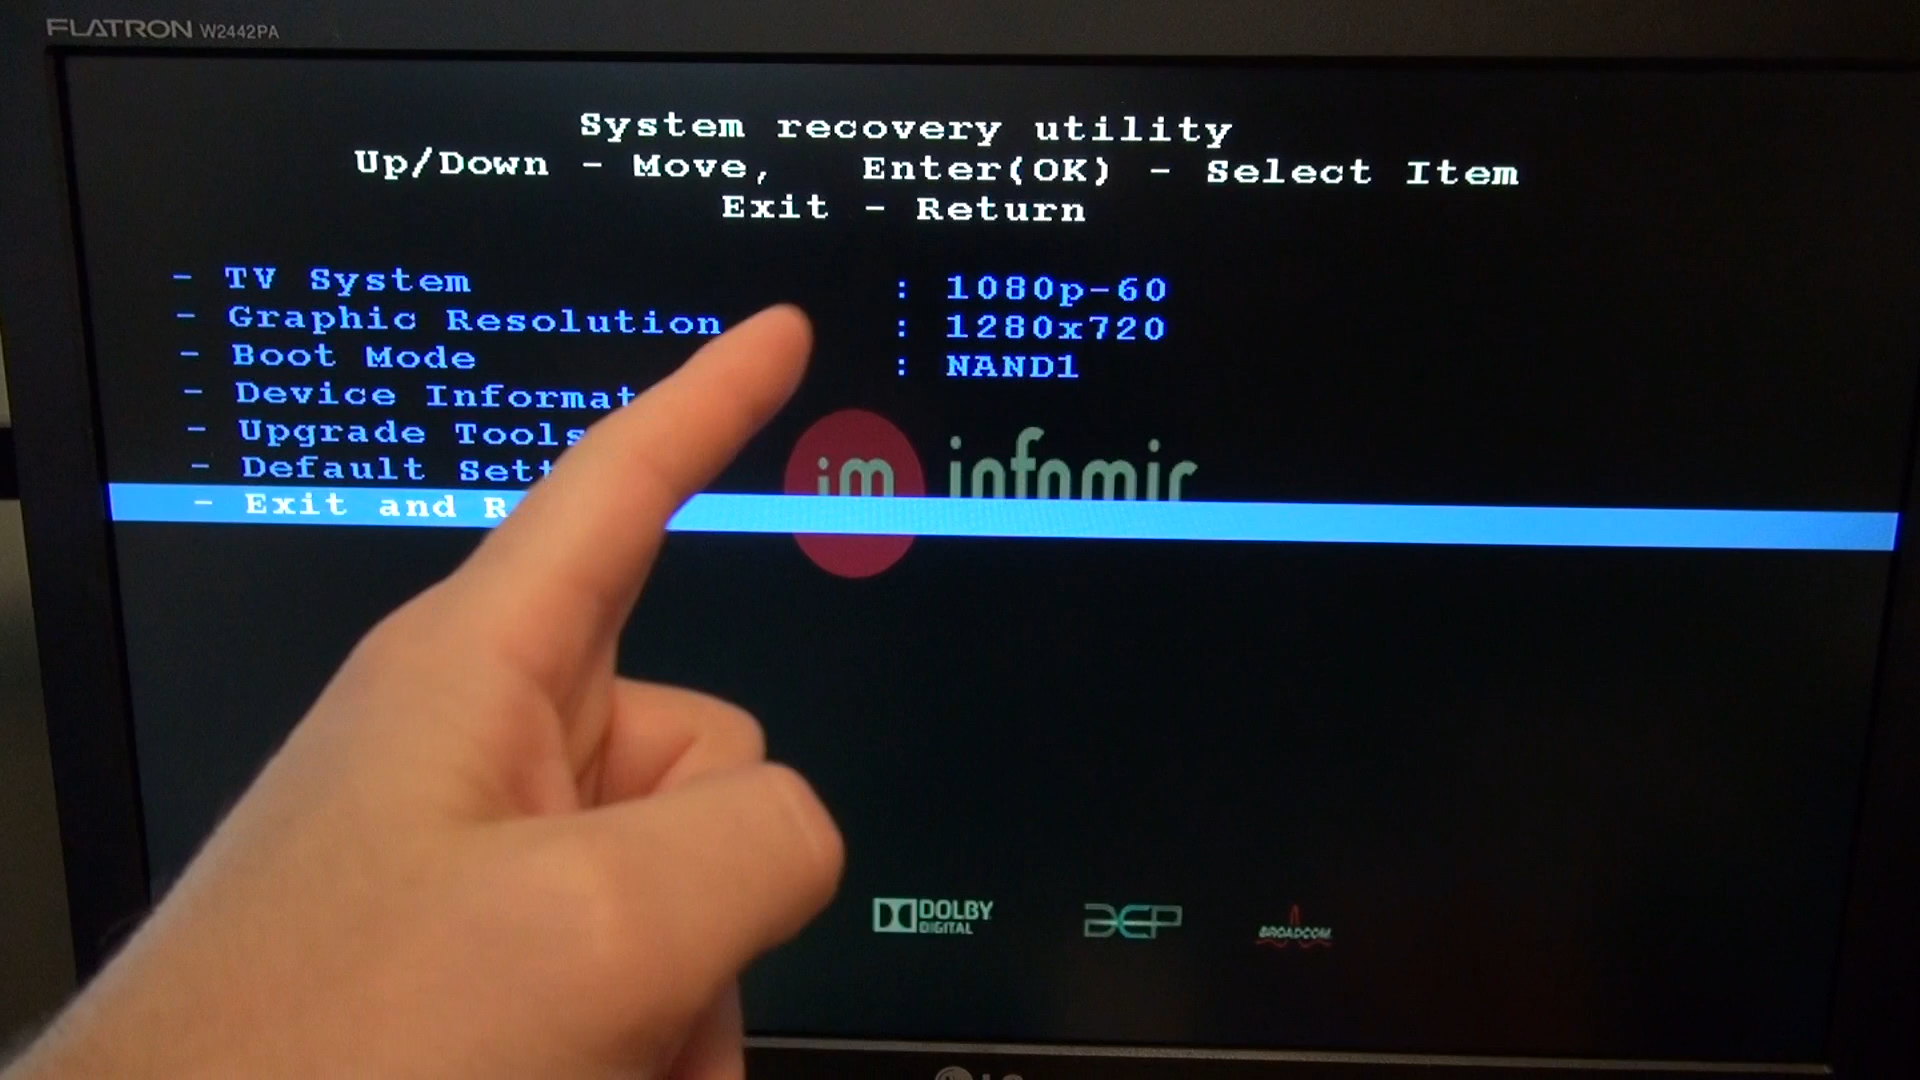 FLATRON W2442PA
System recovery utility
Up/Down - Move, Enter(OK) - Select Item
Exit - Return
- TV System : 1080p-60
- Graphic Resolution : 1280x720
- Boot Mode : NAND1
- Device Informat
- Upgrade Tools
- Default Sett
- Exit and R
im infomir
DOLBY
DIGITAL
BROADCOM